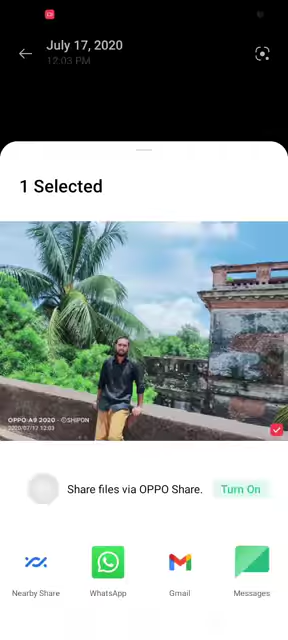 July 17, 2020
12:03 PM
1 Selected
OPPO A9 2020 · ©SHIPON
2020/07/17 12:03
Share files via OPPO Share.
Turn On
Nearby Share
WhatsApp
Gmail
Messages